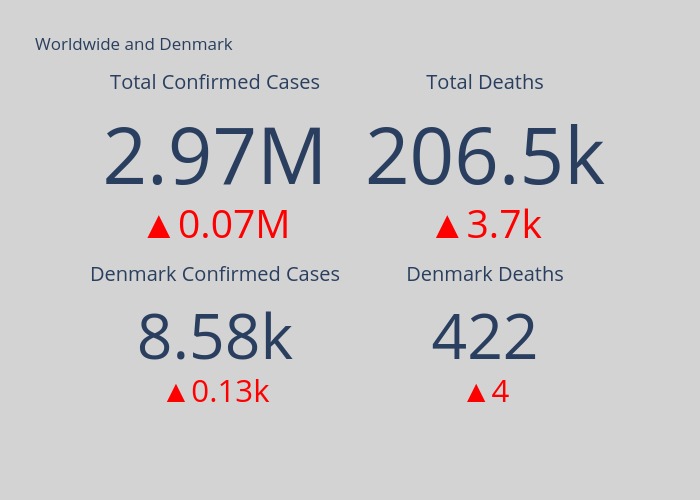 Worldwide and Denmark
Total Confirmed Cases Total Deaths
2.97M 206.5k
▲0.07M ▲3.7k
Denmark Confirmed Cases Denmark Deaths
8.58k 422
▲0.13k ▲4